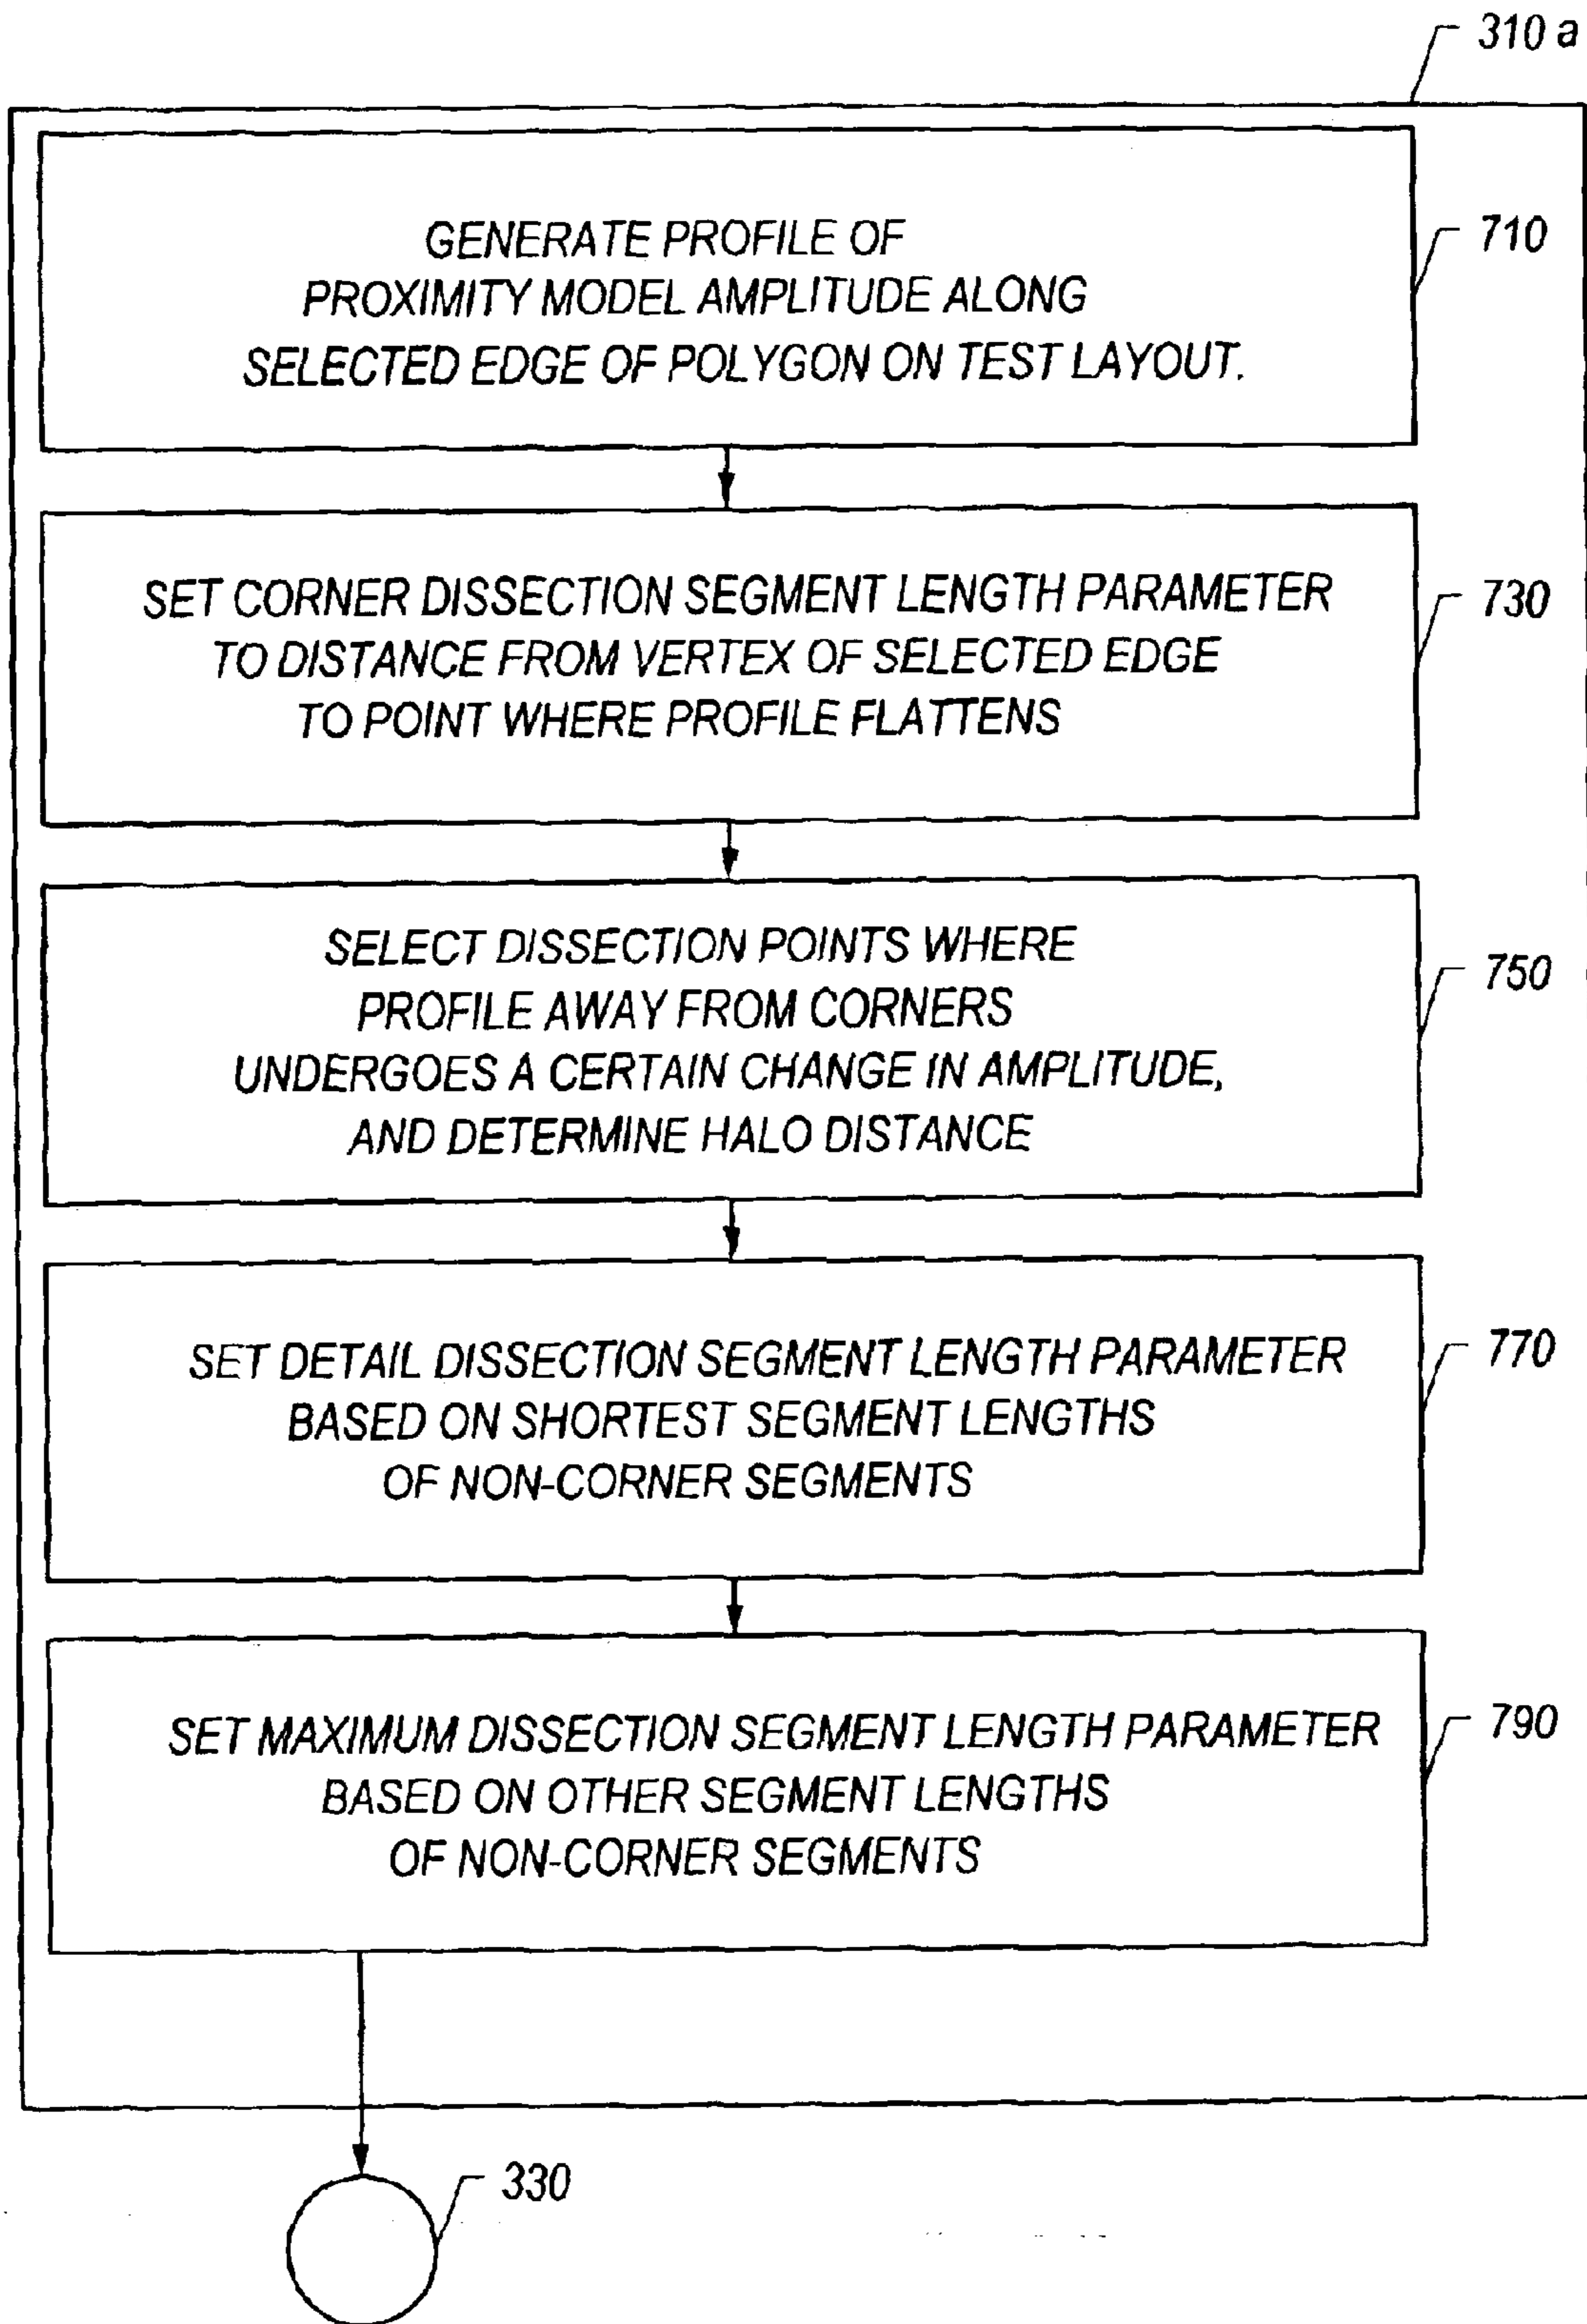 310 a
GENERATE PROFILE OF
PROXIMITY MODEL AMPLITUDE ALONG
SELECTED EDGE OF POLYGON ON TEST LAYOUT.
710
SET CORNER DISSECTION SEGMENT LENGTH PARAMETER
TO DISTANCE FROM VERTEX OF SELECTED EDGE
TO POINT WHERE PROFILE FLATTENS
730
SELECT DISSECTION POINTS WHERE
PROFILE AWAY FROM CORNERS
UNDERGOES A CERTAIN CHANGE IN AMPLITUDE,
AND DETERMINE HALO DISTANCE
750
SET DETAIL DISSECTION SEGMENT LENGTH PARAMETER
BASED ON SHORTEST SEGMENT LENGTHS
OF NON-CORNER SEGMENTS
770
SET MAXIMUM DISSECTION SEGMENT LENGTH PARAMETER
BASED ON OTHER SEGMENT LENGTHS
OF NON-CORNER SEGMENTS
790
330